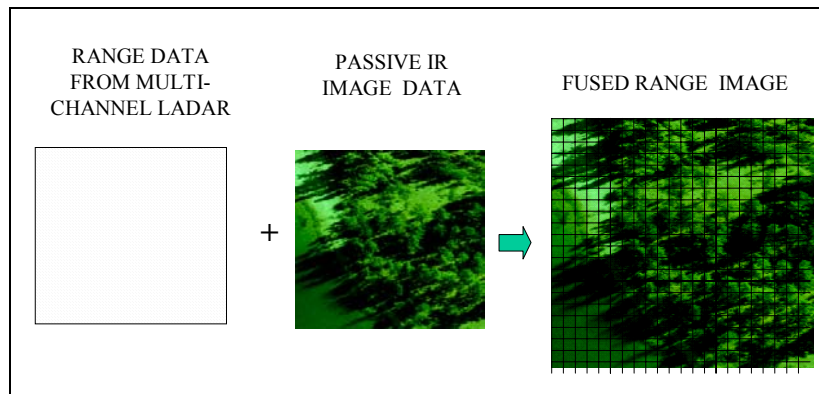 RANGE DATA
FROM MULTI-
CHANNEL LADAR
+
PASSIVE IR
IMAGE DATA
FUSED RANGE IMAGE